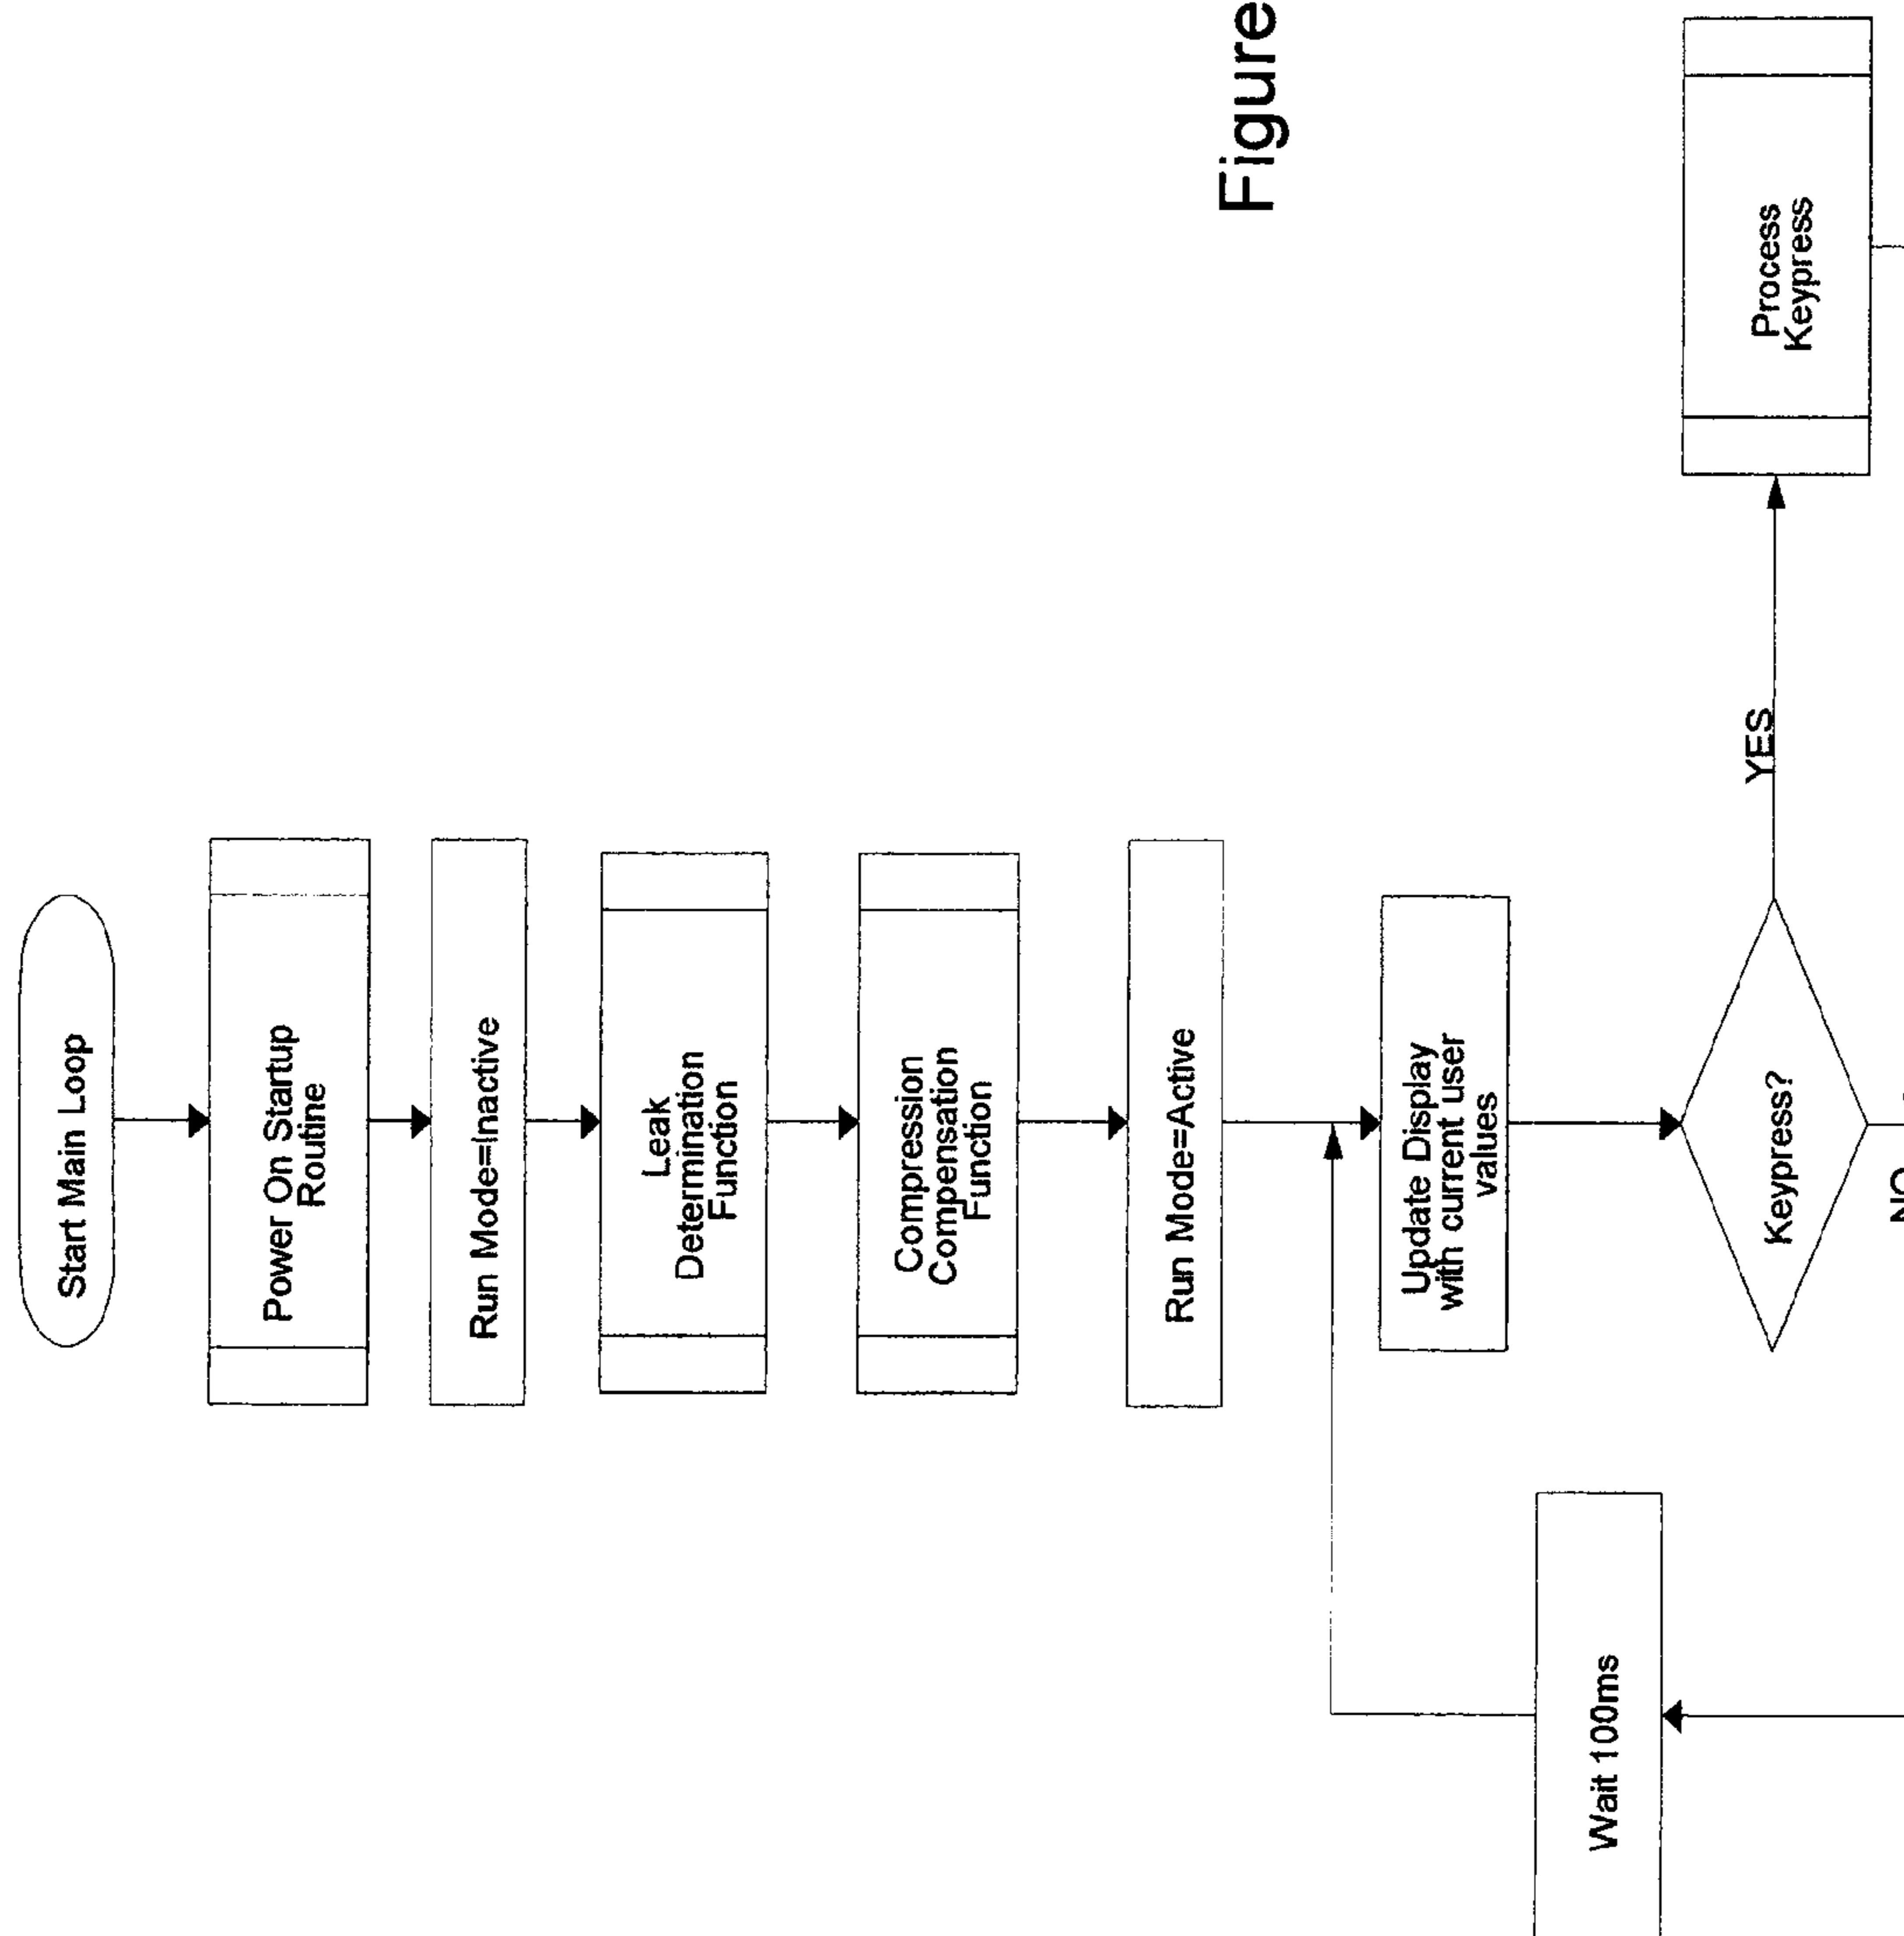 Start Main Loop
Power On Startup
Routine
Run Mode=Inactive
Leak
Determination
Function
Compression
Compensation
Function
Run Mode=Active
Update Display
with current user
values
Keypress?
YES
Process
Keypress
NO
Wait 100ms
Figure